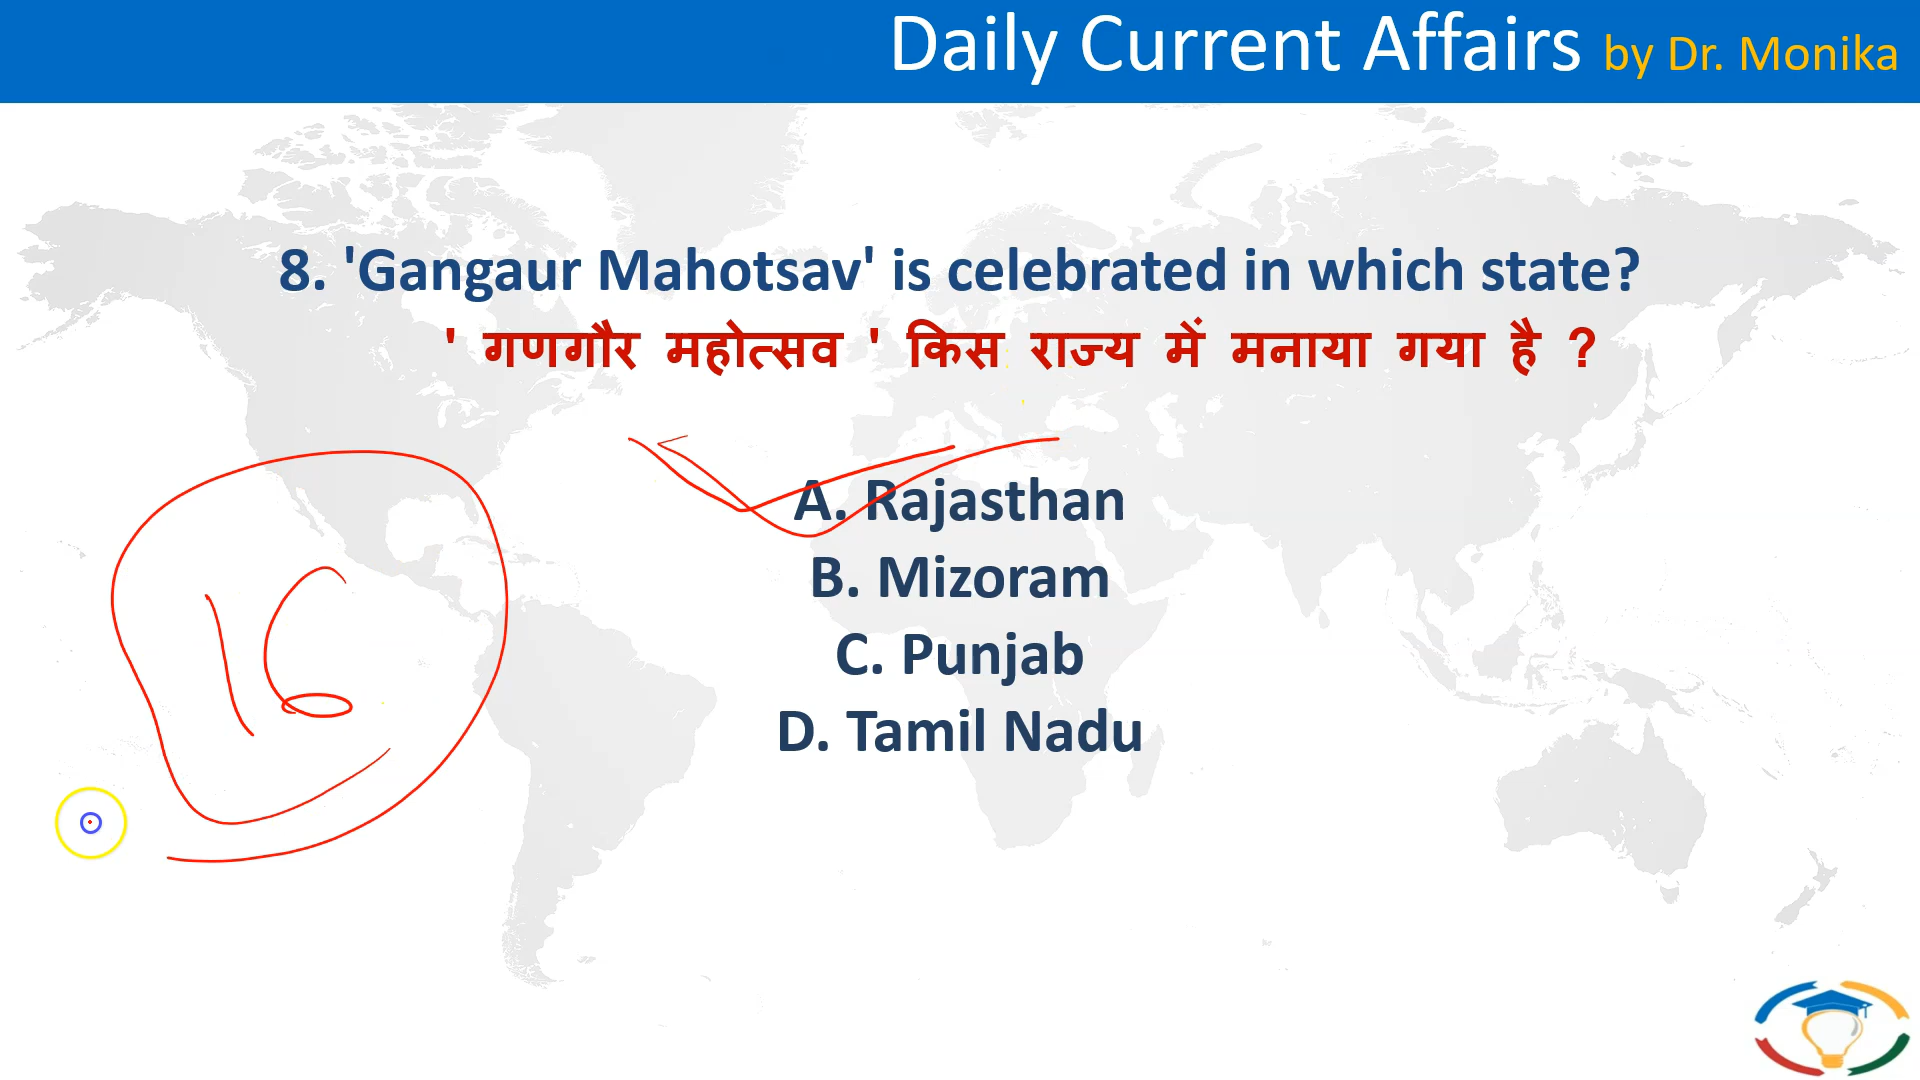 Daily Current Affairs by Dr. Monika
8. 'Gangaur Mahotsav' is celebrated in which state?
' गणगौर महोत्सव ' किस राज्य में मनाया गया है ?
A. Rajasthan
B. Mizoram
C. Punjab
D. Tamil Nadu
16